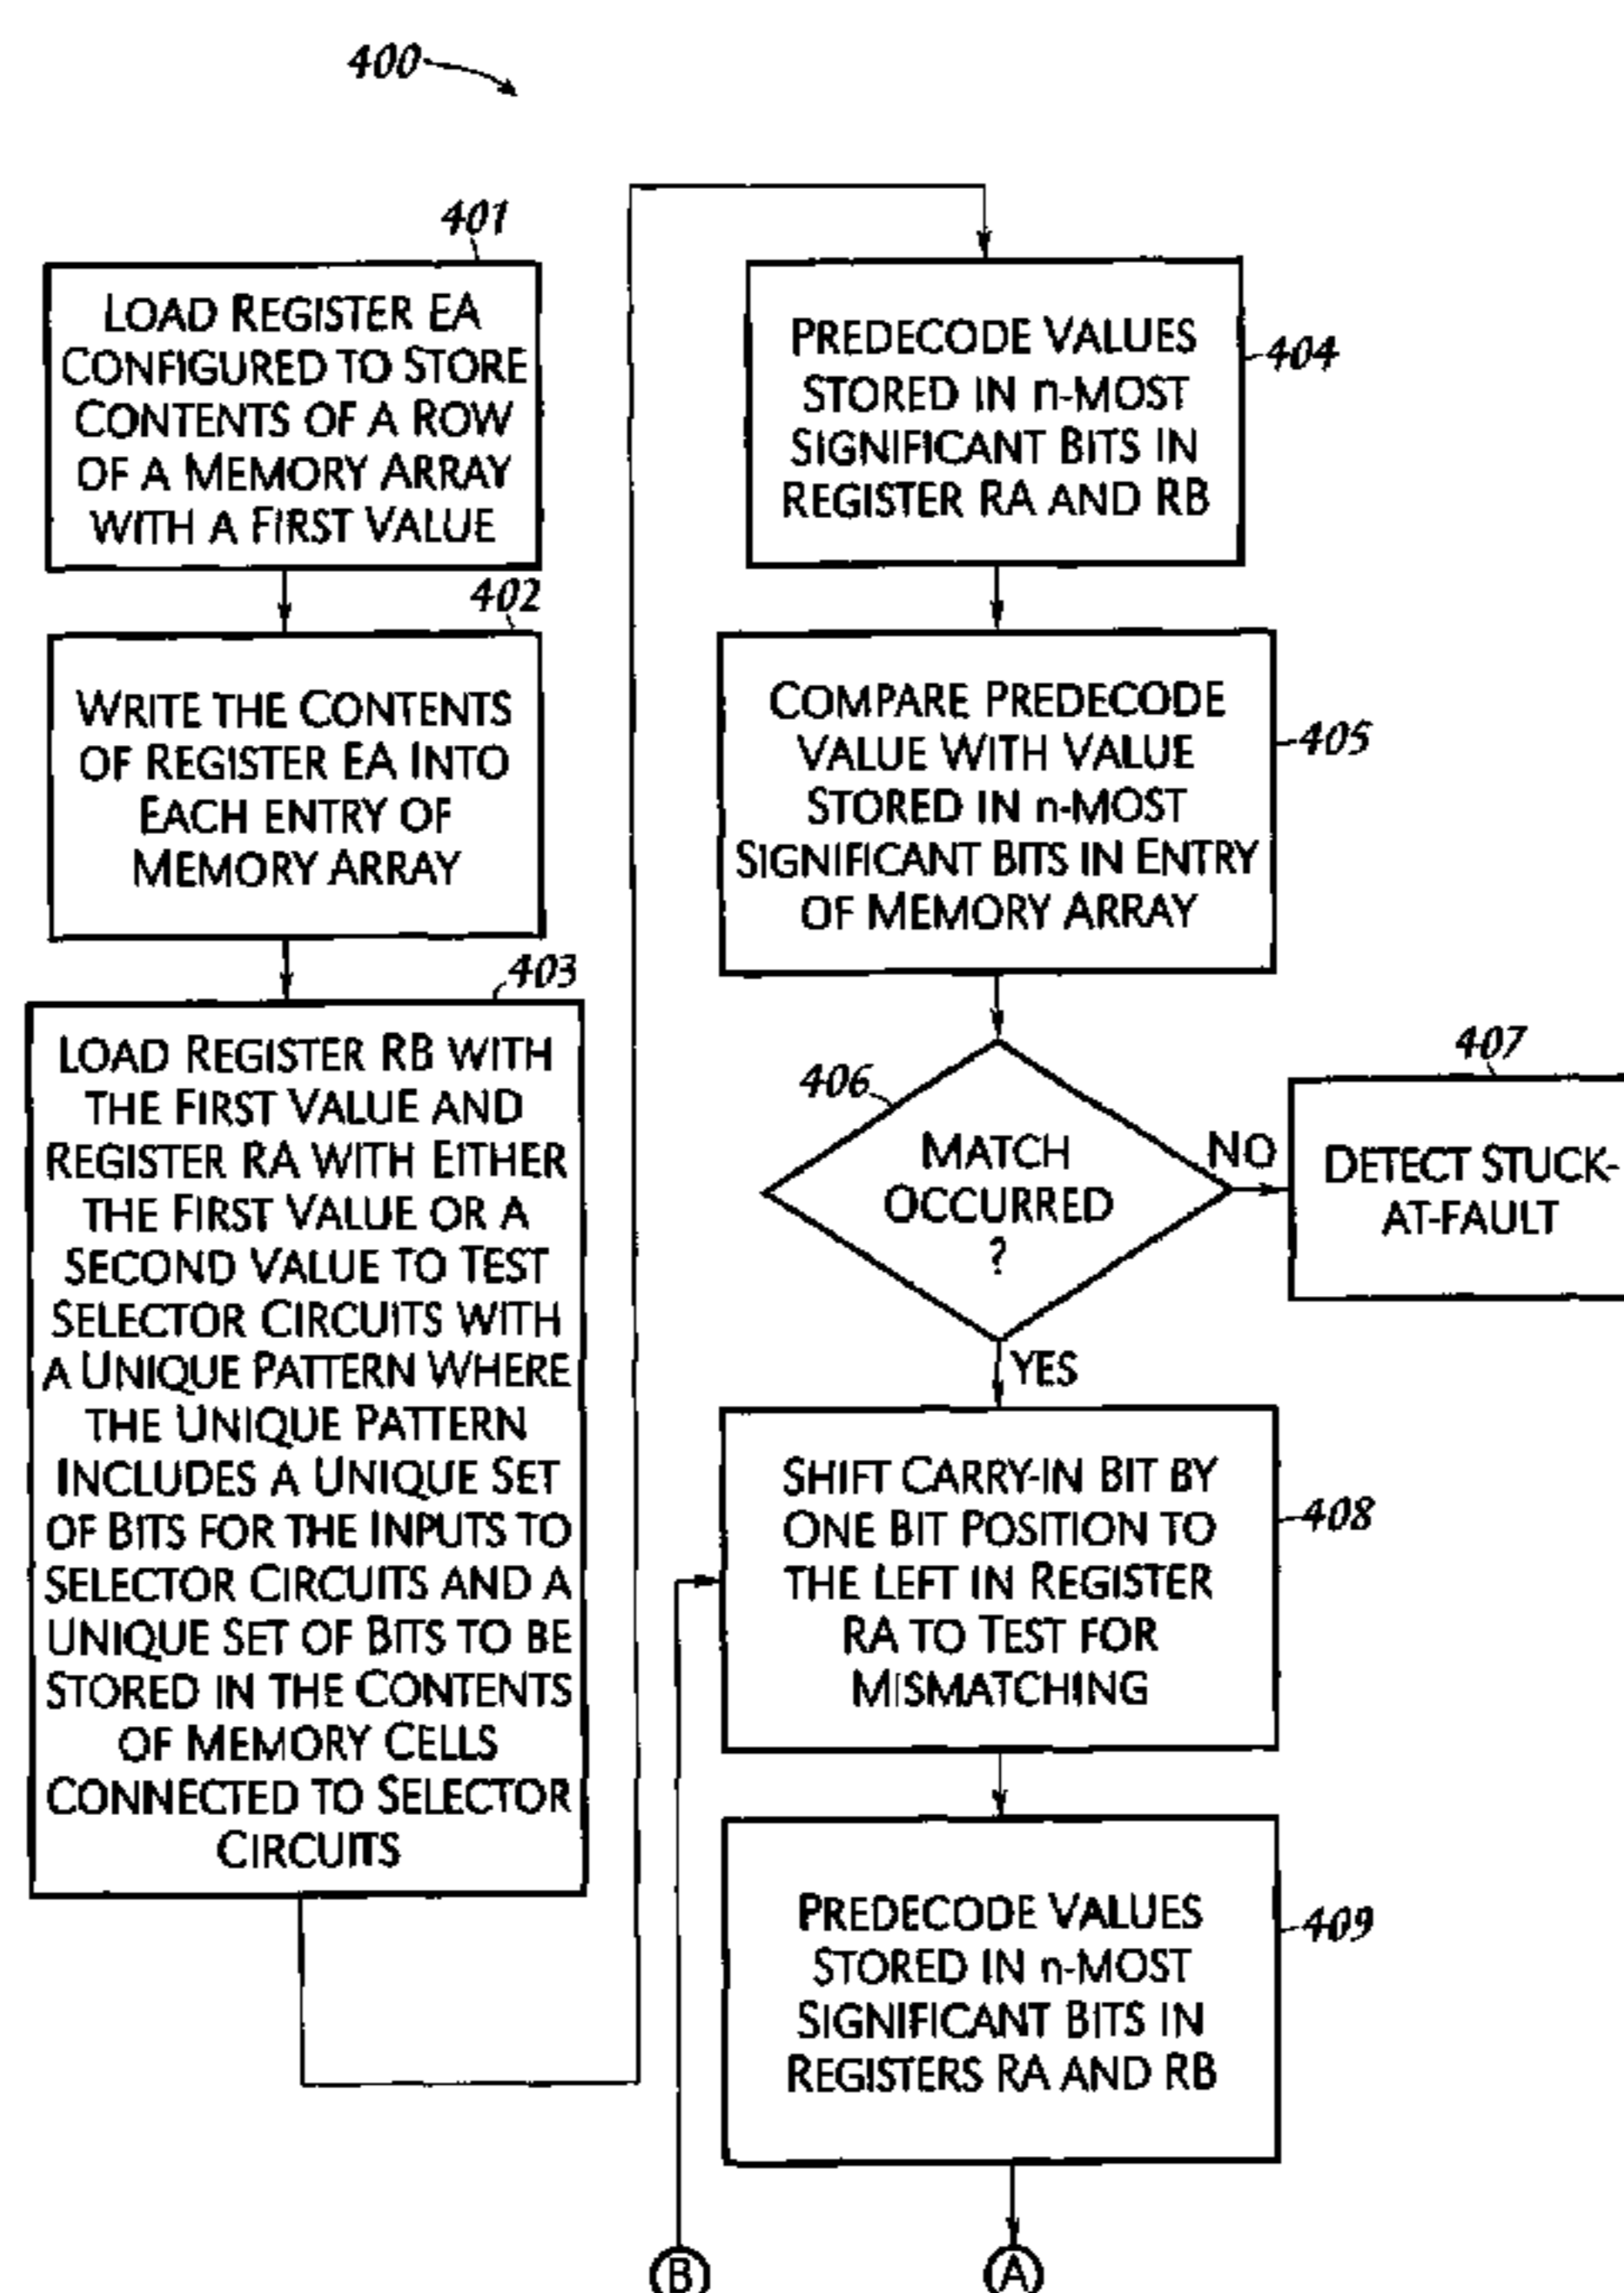 400
401
LOAD REGISTER EA
CONFIGURED TO STORE
CONTENTS OF A ROW
OF A MEMORY ARRAY
WITH A FIRST VALUE
402
WRITE THE CONTENTS
OF REGISTER EA INTO
EACH ENTRY OF
MEMORY ARRAY
403
LOAD REGISTER RB WITH
THE FIRST VALUE AND
REGISTER RA WITH EITHER
THE FIRST VALUE OR A
SECOND VALUE TO TEST
SELECTOR CIRCUITS WITH
A UNIQUE PATTERN WHERE
THE UNIQUE PATTERN
INCLUDES A UNIQUE SET
OF BITS FOR THE INPUTS TO
SELECTOR CIRCUITS AND A
UNIQUE SET OF BITS TO BE
STORED IN THE CONTENTS
OF MEMORY CELLS
CONNECTED TO SELECTOR
CIRCUITS
404
PREDECODE VALUES
STORED IN n-MOST
SIGNIFICANT BITS IN
REGISTER RA AND RB
405
COMPARE PREDECODE
VALUE WITH VALUE
STORED IN n-MOST
SIGNIFICANT BITS IN ENTRY
OF MEMORY ARRAY
406
MATCH
OCCURRED
?
NO
407
DETECT STUCK-
AT-FAULT
YES
408
SHIFT CARRY-IN BIT BY
ONE BIT POSITION TO
THE LEFT IN REGISTER
RA TO TEST FOR
MISMATCHING
409
PREDECODE VALUES
STORED IN n-MOST
SIGNIFICANT BITS IN
REGISTERS RA AND RB
B
A